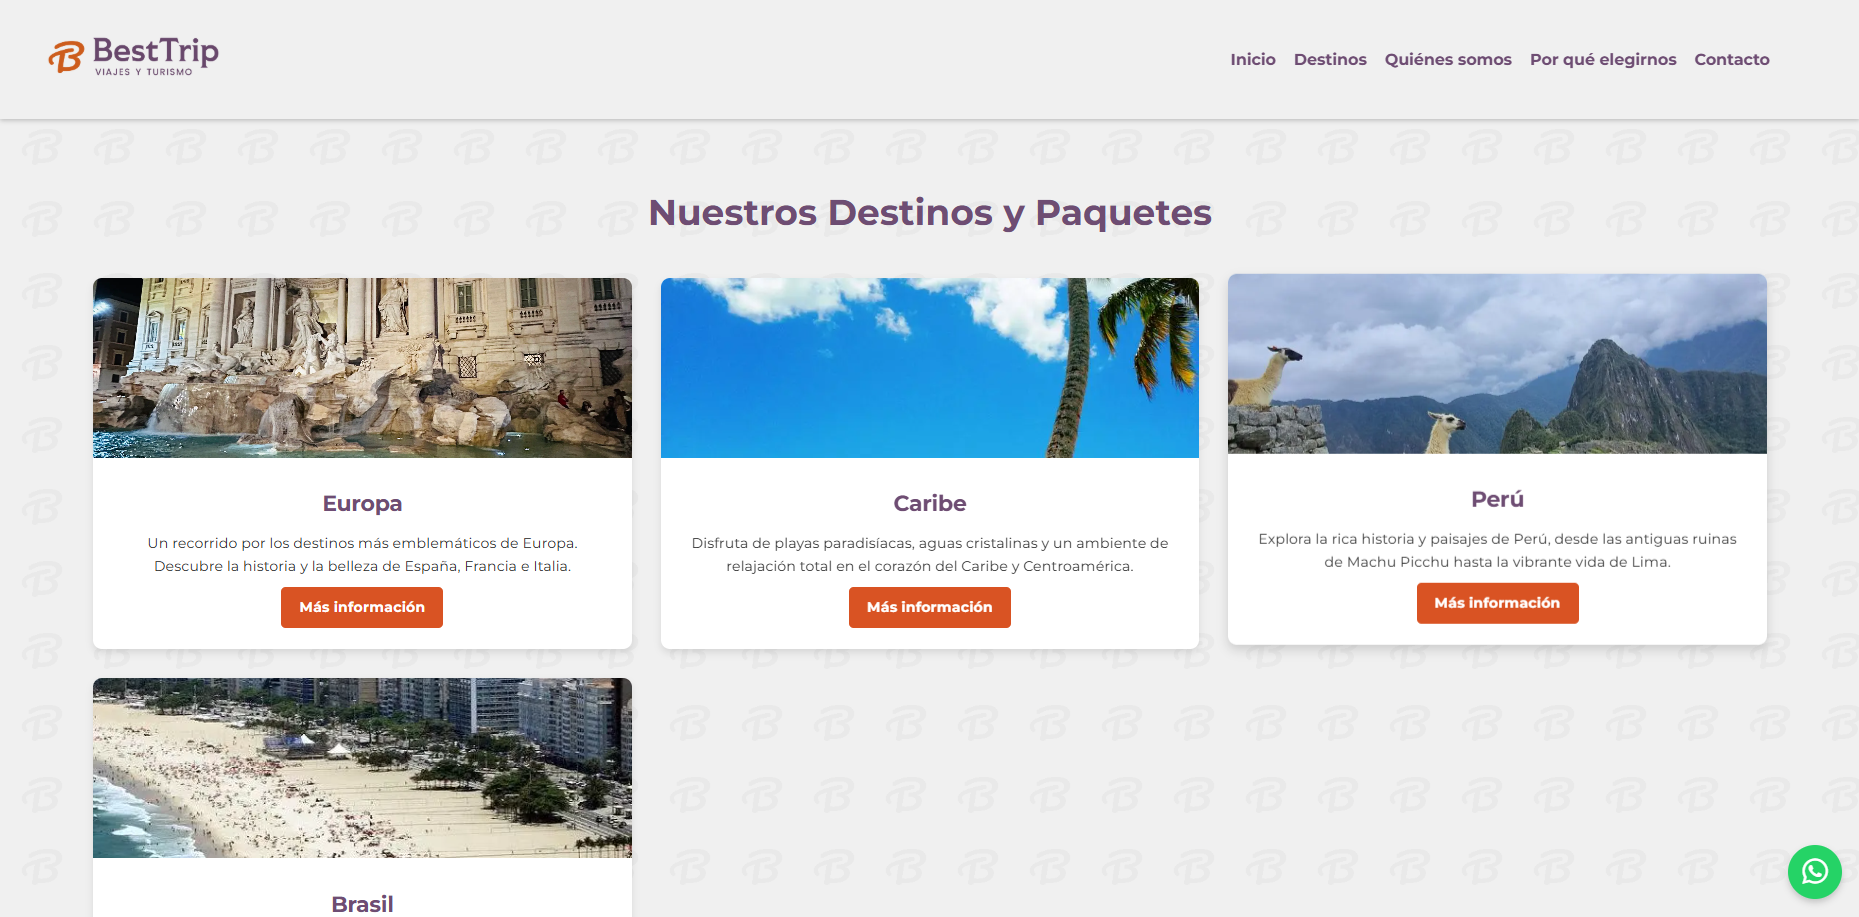 BestTrip
VIAJES Y TURISMO
Inicio Destinos Quiénes somos Por qué elegirnos Contacto
Nuestros Destinos y Paquetes
Europa
Un recorrido por los destinos más emblemáticos de Europa.
Descubre la historia y la belleza de España, Francia e Italia.
Más información
Caribe
Disfruta de playas paradisíacas, aguas cristalinas y un ambiente de
relajación total en el corazón del Caribe y Centroamérica.
Más información
Perú
Explora la rica historia y paisajes de Perú, desde las antiguas ruinas
de Machu Picchu hasta la vibrante vida de Lima.
Más información
Brasil